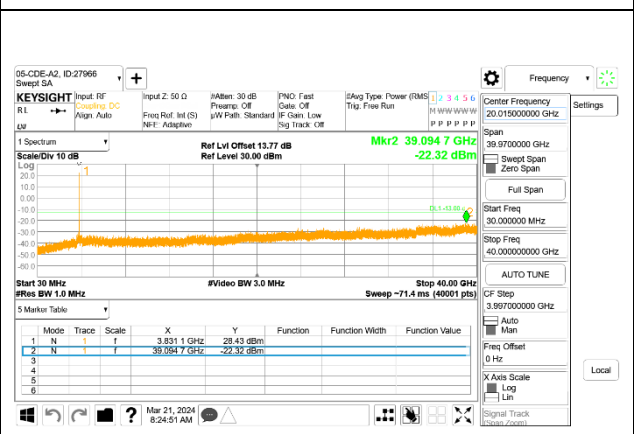 05-CDE-A2, ID:27966
Swept SA
Frequency
KEYSIGHT
Input: RF
Input Z: 50 Ω
#Atten: 30 dB
PNO: Fast
#Avg Type: Power (RMS
1 2 3 4 5 6
RL
Coupling: DC
Preamp: Off
Gate: Off
Trig: Free Run
M W W W W W
Align: Auto
Freq Ref: Int (S)
µW Path: Standard
IF Gain: Low
NFE: Adaptive
Sig Track: Off
P P P P P P
Center Frequency
20.015000000 GHz
Settings
Span
39.9700000 GHz
Swept Span
Zero Span
Full Span
Start Freq
30.000000 MHz
Stop Freq
40.000000000 GHz
AUTO TUNE
CF Step
3.997000000 GHz
Auto
Man
Freq Offset
0 Hz
X Axis Scale
Log
Lin
Signal Track
(Span Zoom)
Local
1 Spectrum
Ref Lvl Offset 13.77 dB
Mkr2 39.094 7 GHz
Scale/Div 10 dB
Ref Level 30.00 dBm
-22.32 dBm
Log
20.0
10.0
0.00
-10.0
-20.0
-30.0
-40.0
-50.0
-60.0
1
Start 30 MHz
#Video BW 3.0 MHz
Stop 40.00 GHz
#Res BW 1.0 MHz
Sweep ~71.4 ms (40001 pts)
5 Marker Table
Mode Trace Scale X Y Function Function Width Function Value
1 N 1 f 3.831 1 GHz 28.43 dBm
2 N 1 f 39.094 7 GHz -22.32 dBm
3
4
5
6
Mar 21, 2024
8:24:51 AM